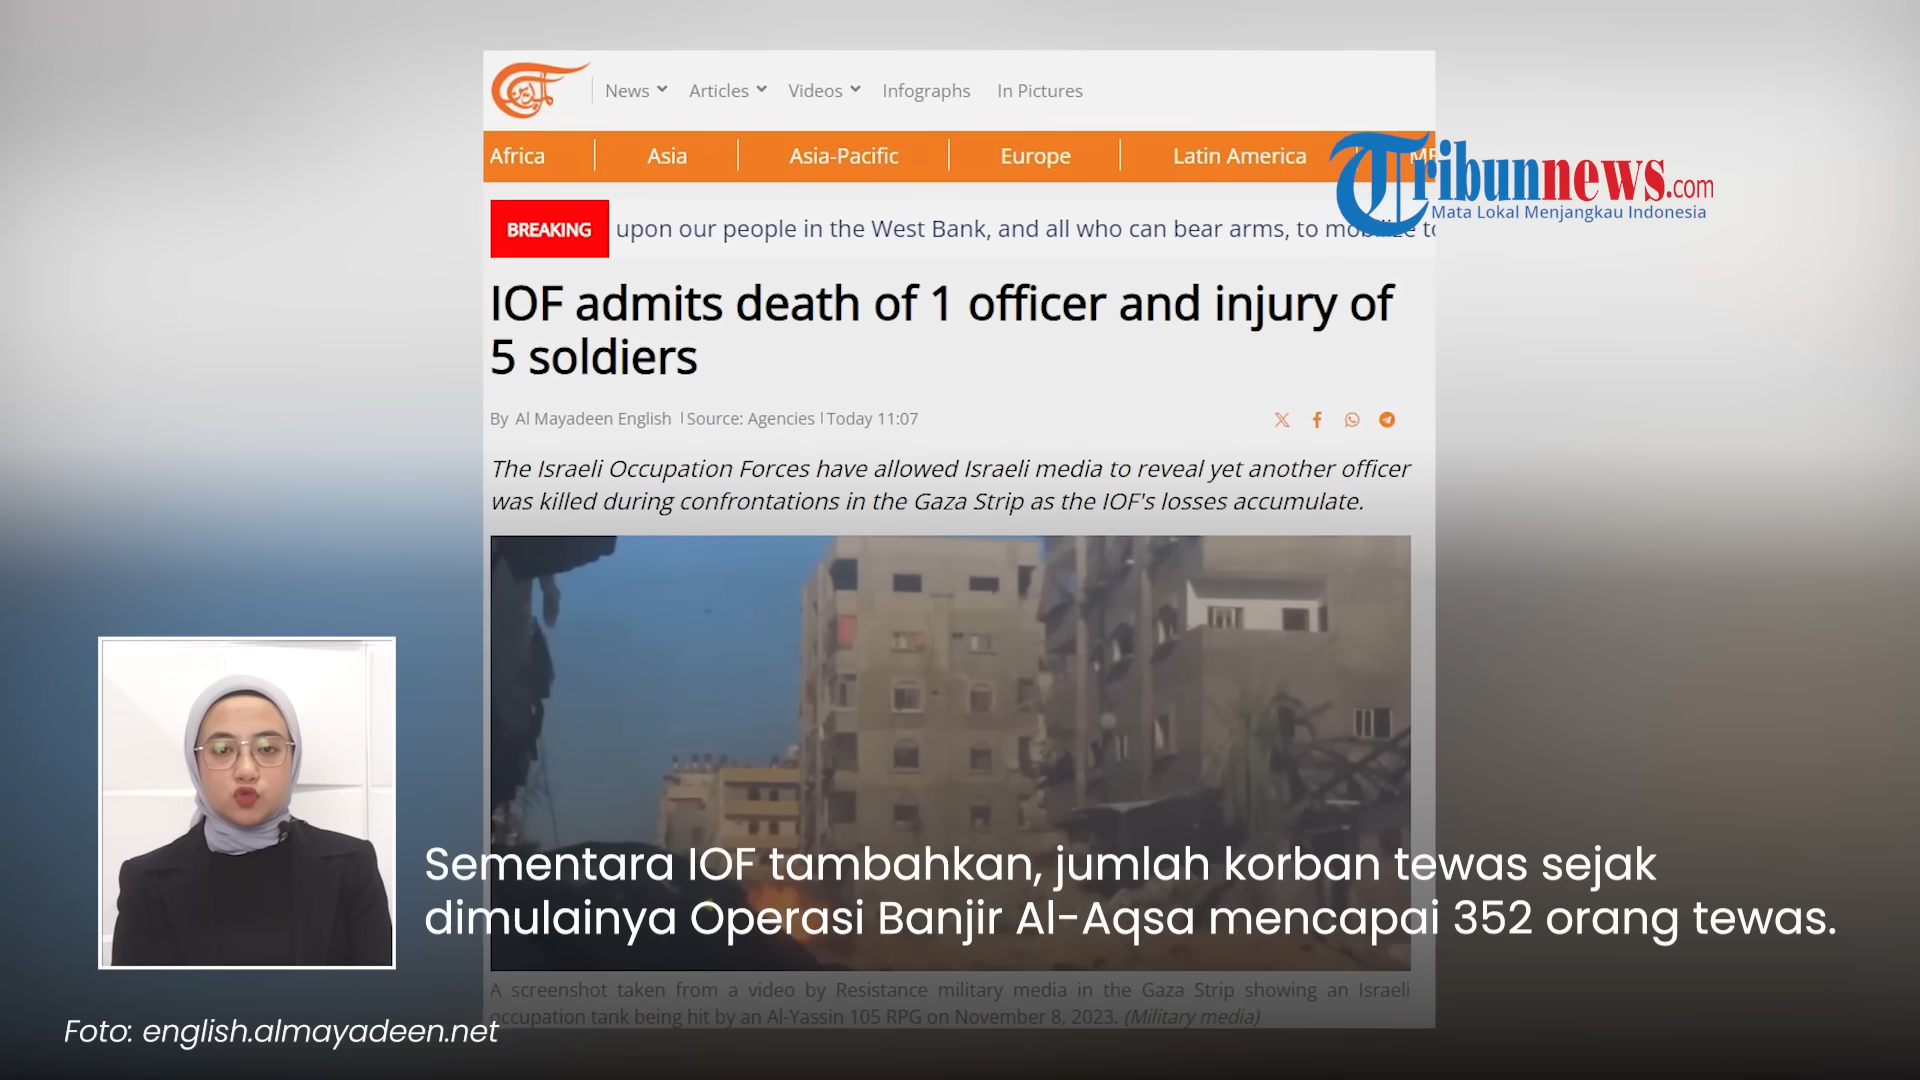 News Articles Videos Infographs In Pictures
Africa Asia Asia-Pacific Europe Latin America
Tribunnews.com
Mata Lokal Menjangkau Indonesia
BREAKING upon our people in the West Bank, and all who can bear arms, to mobilize to
IOF admits death of 1 officer and injury of
5 soldiers
By Al Mayadeen English Source: Agencies Today 11:07
The Israeli Occupation Forces have allowed Israeli media to reveal yet another officer
was killed during confrontations in the Gaza Strip as the IOF's losses accumulate.
Sementara IOF tambahkan, jumlah korban tewas sejak
dimulainya Operasi Banjir Al-Aqsa mencapai 352 orang tewas.
A screenshot taken from a video by Resistance military media in the Gaza Strip showing an Israeli
occupation tank being hit by an Al-Yassin 105 RPG on November 8, 2023. (Military media)
Foto: english.almayadeen.net